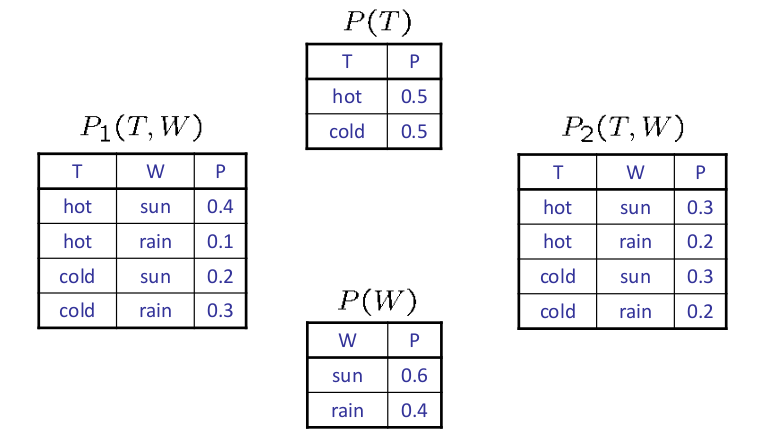 P(T)
T P
hot 0.5
cold 0.5
P₁(T, W)
T W P
hot sun 0.4
hot rain 0.1
cold sun 0.2
cold rain 0.3
P₂(T, W)
T W P
hot sun 0.3
hot rain 0.2
cold sun 0.3
cold rain 0.2
P(W)
W P
sun 0.6
rain 0.4